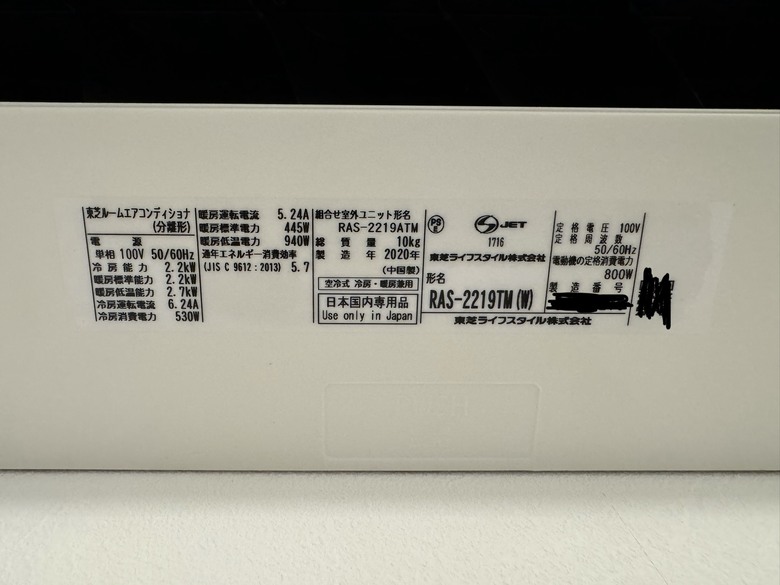 東芝ルームエアコンディショナ
(分離形)
電源
単相 100V 50/60Hz
冷房能力 2.2kW
暖房標準能力 2.2kW
暖房低温能力 2.7kW
冷房運転電流 6.24A
冷房消費電力 530W
暖房運転電流 5.24A
暖房標準電力 445W
暖房低温電力 940W
通年エネルギー消費効率
(JIS C 9612:2013) 5.7
組合せ室外ユニット形名
RAS-2219ATM
総質量 10kg
製造年 2020年
(中国製)
空冷式 冷房・暖房兼用
日本国内専用品
Use only in Japan
PS
E
JET
1716
東芝ライフスタイル株式会社
形名
RAS-2219TM(W)
東芝ライフスタイル株式会社
定格電圧 100V
定格周波数
50/60Hz
電動機の定格消費電力
800W
製造番号